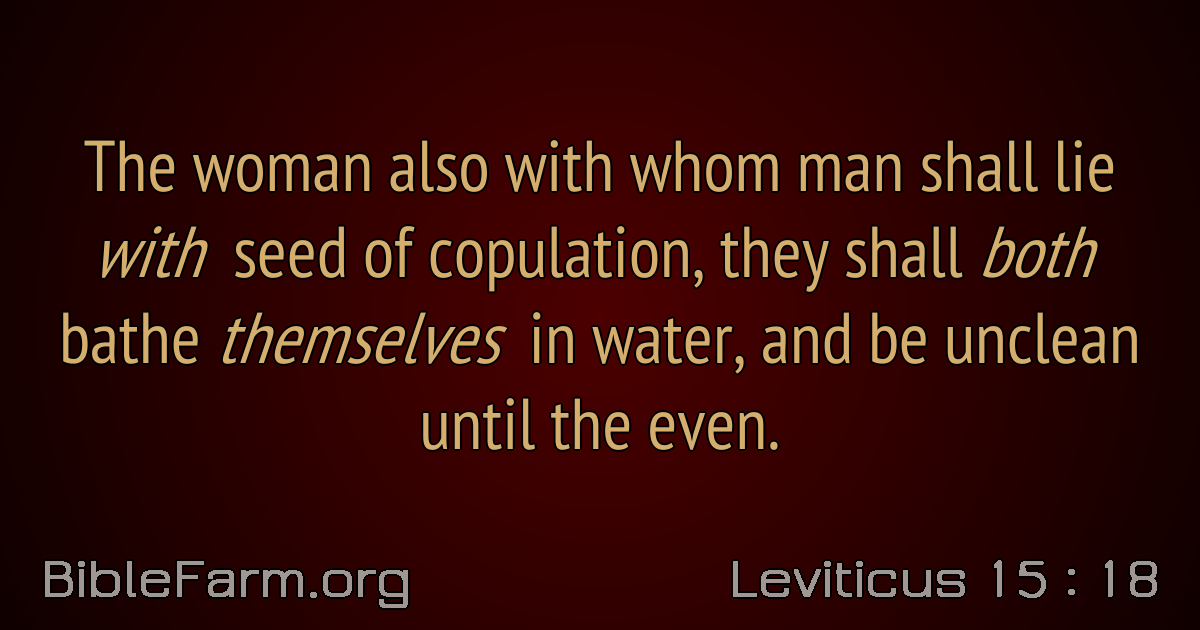 The woman also with whom man shall lie
with seed of copulation, they shall both
bathe themselves in water, and be unclean
until the even.
BibleFarm.org
Leviticus 15 : 18